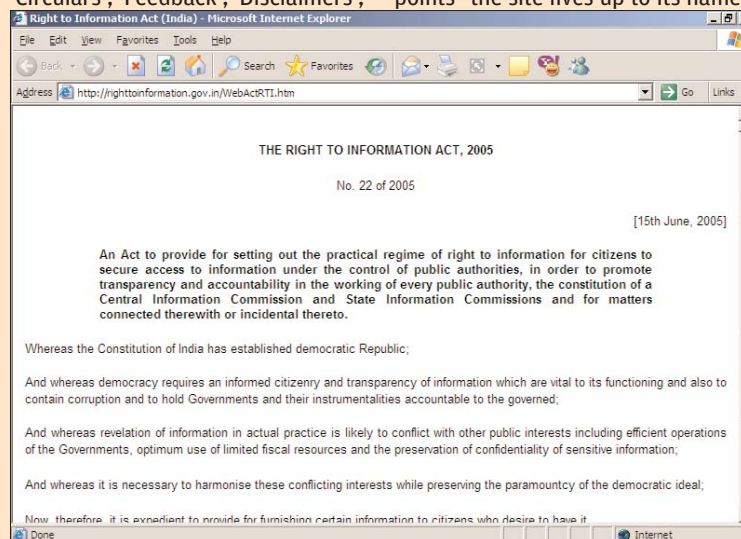 Circulars', 'Feedback', 'Disclaimers', points" the site lives up to its name
Right to Information Act (India) - Microsoft Internet Explorer
File Edit View Favorites Tools Help
Back Search Favorites
Address http://righttoinformation.gov.in/WebActRTI.htm Go Links
THE RIGHT TO INFORMATION ACT, 2005
No. 22 of 2005
[15th June, 2005]
An Act to provide for setting out the practical regime of right to information for citizens to
secure access to information under the control of public authorities, in order to promote
transparency and accountability in the working of every public authority, the constitution of a
Central Information Commission and State Information Commissions and for matters
connected therewith or incidental thereto.
Whereas the Constitution of India has established democratic Republic;
And whereas democracy requires an informed citizenry and transparency of information which are vital to its functioning and also to
contain corruption and to hold Governments and their instrumentalities accountable to the governed;
And whereas revelation of information in actual practice is likely to conflict with other public interests including efficient operations
of the Governments, optimum use of limited fiscal resources and the preservation of confidentiality of sensitive information;
And whereas it is necessary to harmonise these conflicting interests while preserving the paramountcy of the democratic ideal;
Now, therefore, it is expedient to provide for furnishing certain information to citizens who desire to have it
Done Internet